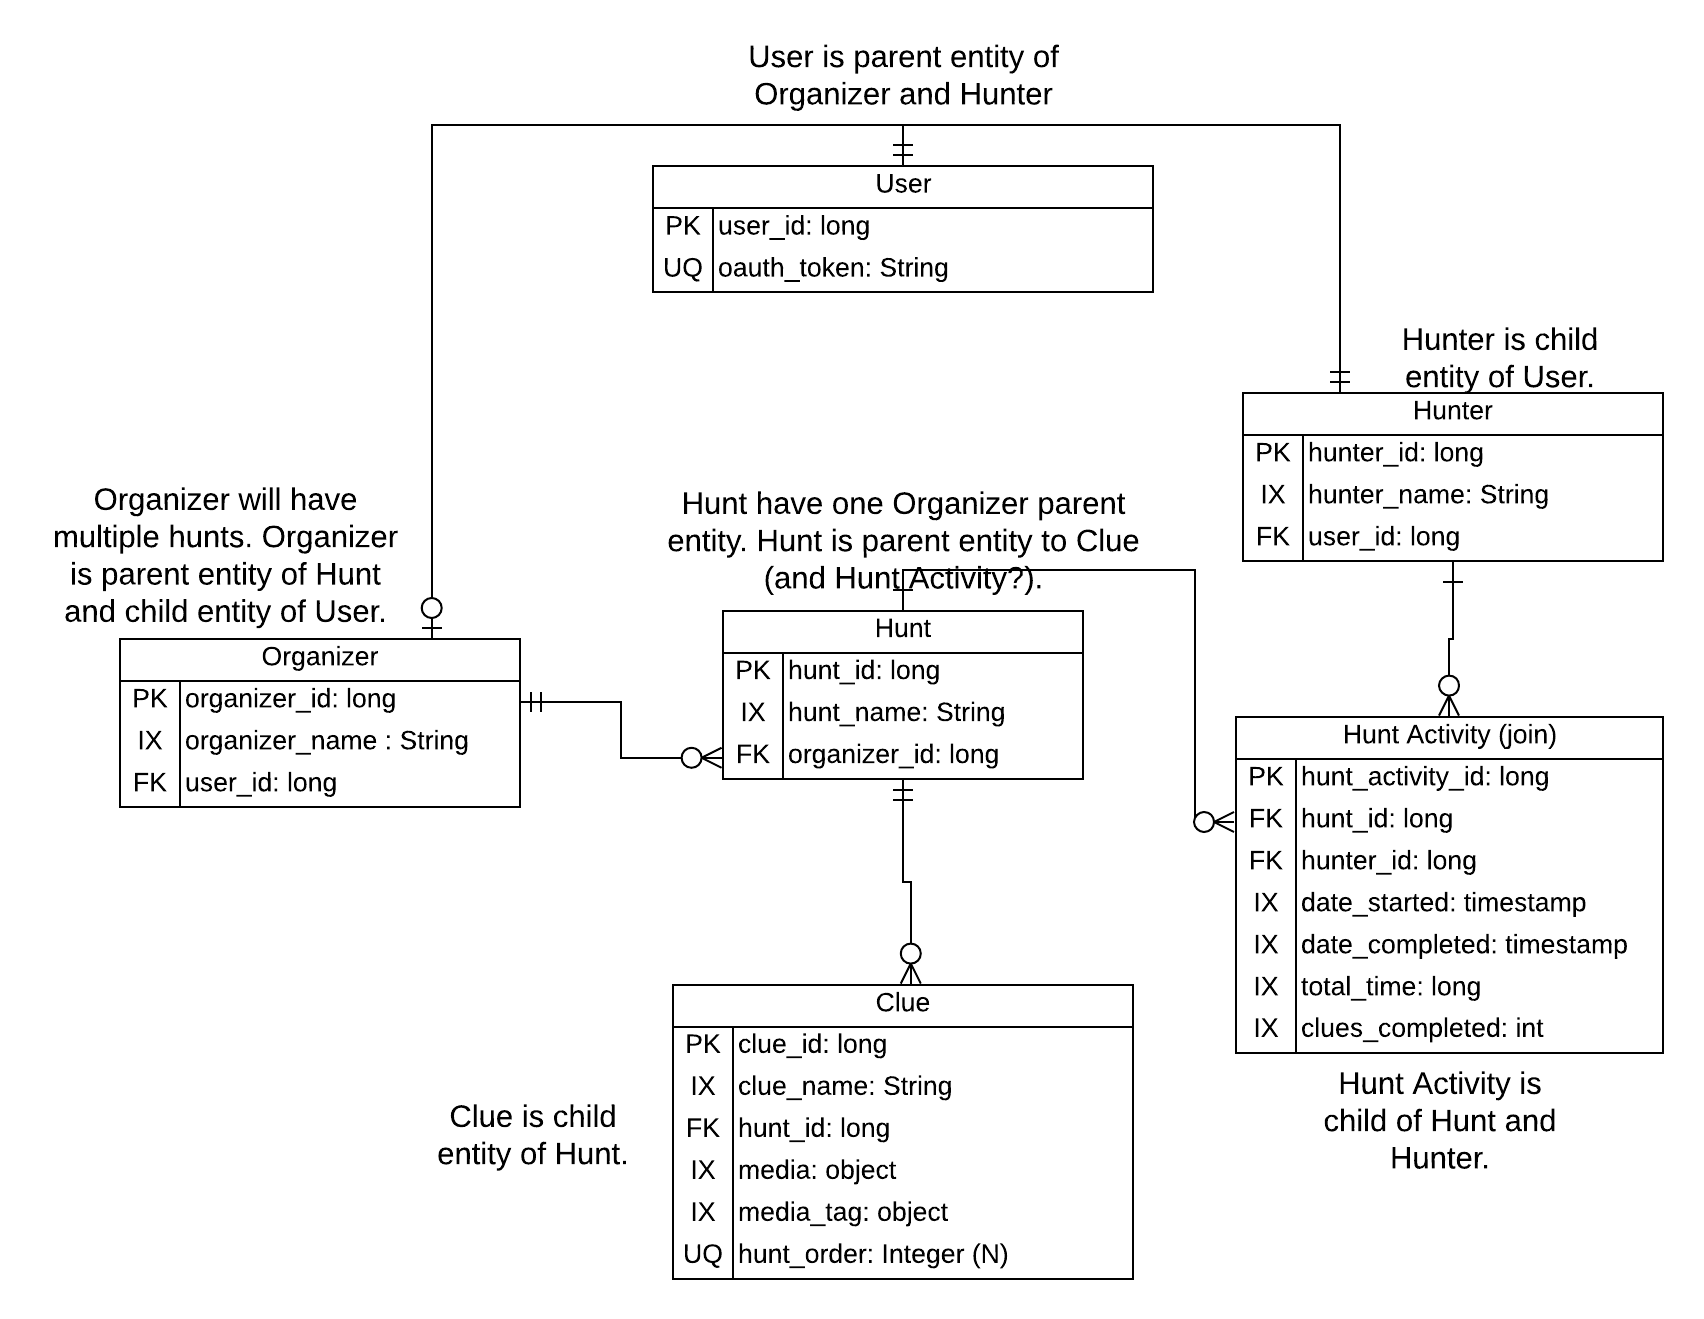 User is parent entity of
Organizer and Hunter
User
PK user_id: long
UQ oauth_token: String
Hunter is child
entity of User.
Hunter
PK hunter_id: long
IX hunter_name: String
FK user_id: long
Organizer will have
multiple hunts. Organizer
is parent entity of Hunt
and child entity of User.
Organizer
PK organizer_id: long
IX organizer_name : String
FK user_id: long
Hunt have one Organizer parent
entity. Hunt is parent entity to Clue
(and Hunt Activity?).
Hunt
PK hunt_id: long
IX hunt_name: String
FK organizer_id: long
Hunt Activity (join)
PK hunt_activity_id: long
FK hunt_id: long
FK hunter_id: long
IX date_started: timestamp
IX date_completed: timestamp
IX total_time: long
IX clues_completed: int
Hunt Activity is
child of Hunt and
Hunter.
Clue
PK clue_id: long
IX clue_name: String
FK hunt_id: long
IX media: object
IX media_tag: object
UQ hunt_order: Integer (N)
Clue is child
entity of Hunt.